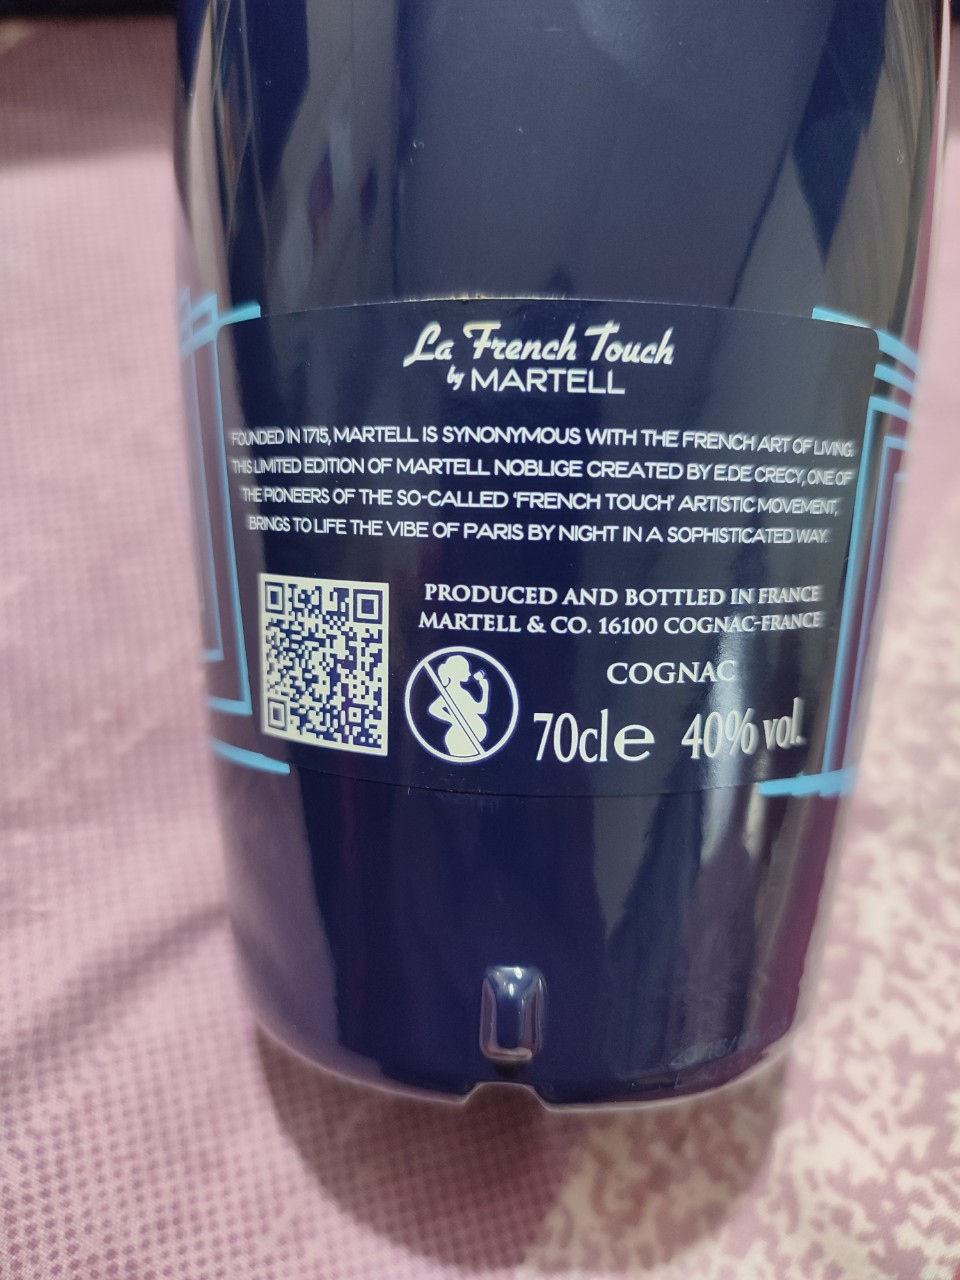 La French Touch
by MARTELL
FOUNDED IN 1715, MARTELL IS SYNONYMOUS WITH THE FRENCH ART OF LIVING.
THIS LIMITED EDITION OF MARTELL NOBLIGE CREATED BY E.DE CRECY, ONE OF
THE PIONEERS OF THE SO-CALLED 'FRENCH TOUCH' ARTISTIC MOVEMENT,
BRINGS TO LIFE THE VIBE OF PARIS BY NIGHT IN A SOPHISTICATED WAY.
PRODUCED AND BOTTLED IN FRANCE
MARTELL & CO. 16100 COGNAC-FRANCE
COGNAC
70cl e 40% vol.